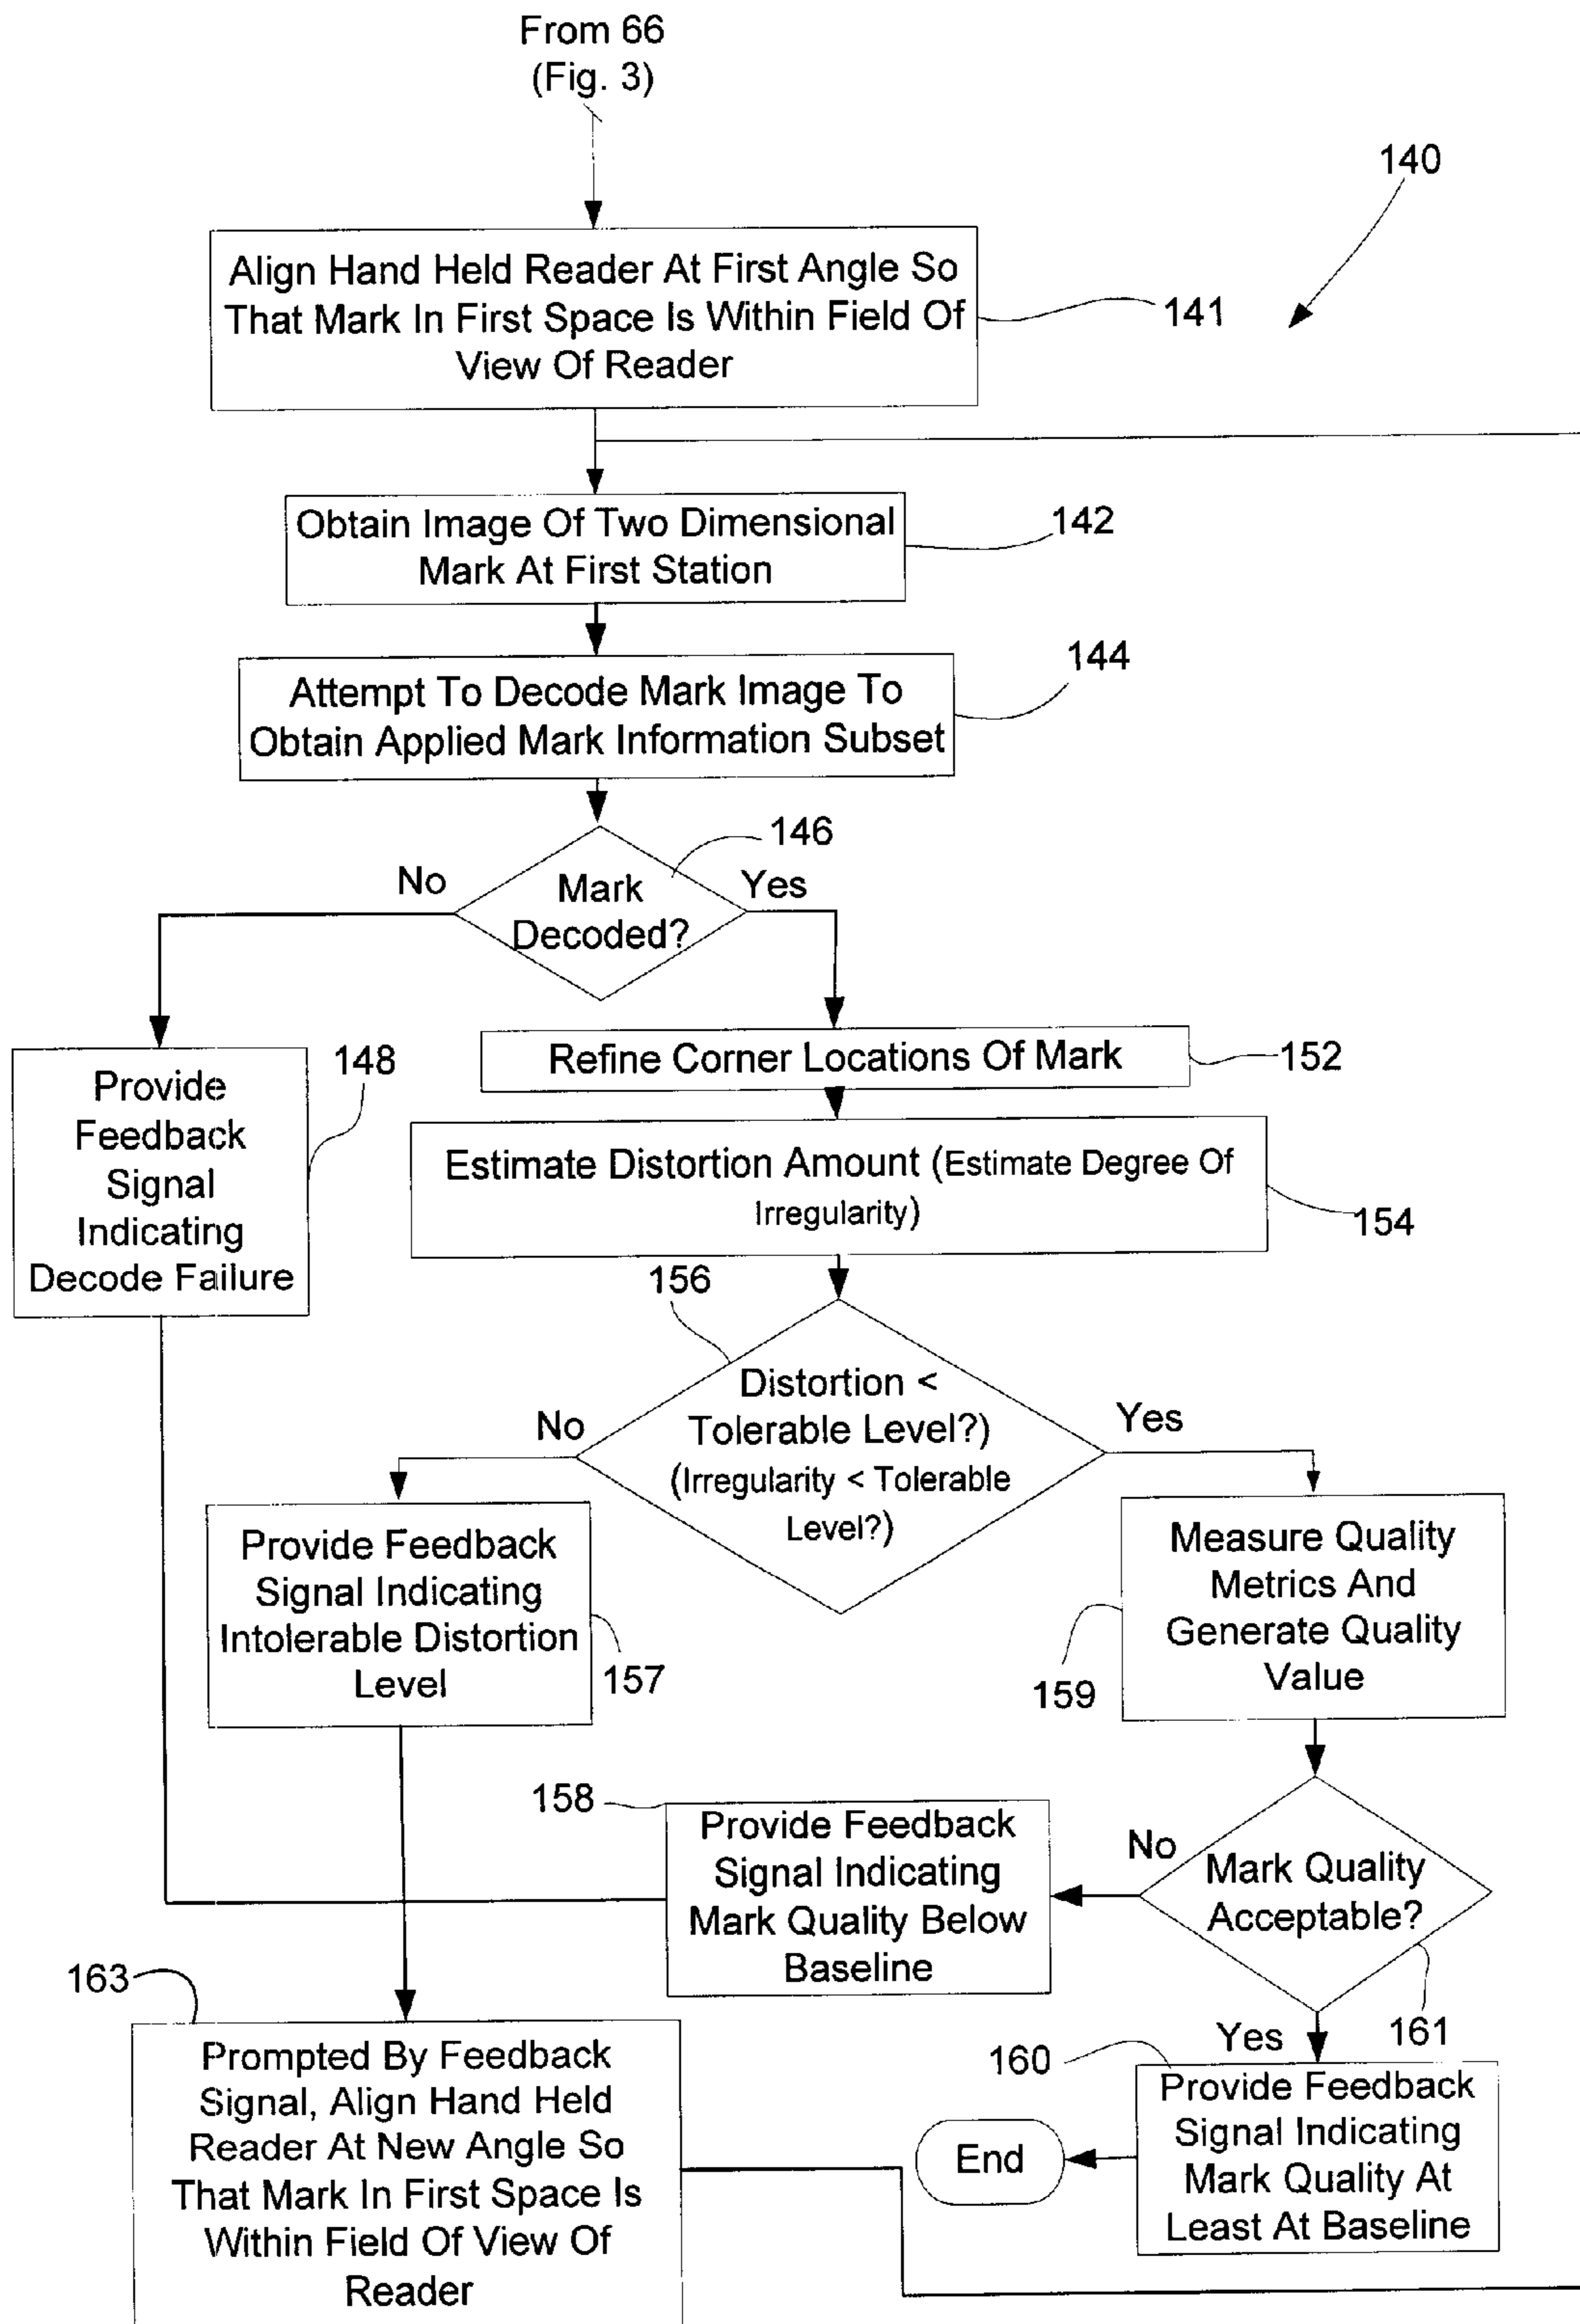 From 66
(Fig. 3)
140
Align Hand Held Reader At First Angle So
That Mark In First Space Is Within Field Of
View Of Reader
141
Obtain Image Of Two Dimensional
Mark At First Station
142
Attempt To Decode Mark Image To
Obtain Applied Mark Information Subset
144
146
No
Mark
Decoded?
Yes
Provide
Feedback
Signal
Indicating
Decode Failure
148
Refine Corner Locations Of Mark
152
Estimate Distortion Amount (Estimate Degree Of
Irregularity)
154
156
Distortion <
Tolerable Level?)
(Irregularity < Tolerable
Level?)
No
Yes
Provide Feedback
Signal Indicating
Intolerable Distortion
Level
157
Measure Quality
Metrics And
Generate Quality
Value
159
158
Provide Feedback
Signal Indicating
Mark Quality Below
Baseline
No
Mark Quality
Acceptable?
161
Yes
163
Prompted By Feedback
Signal, Align Hand Held
Reader At New Angle So
That Mark In First Space Is
Within Field Of View Of
Reader
End
160
Provide Feedback
Signal Indicating
Mark Quality At
Least At Baseline